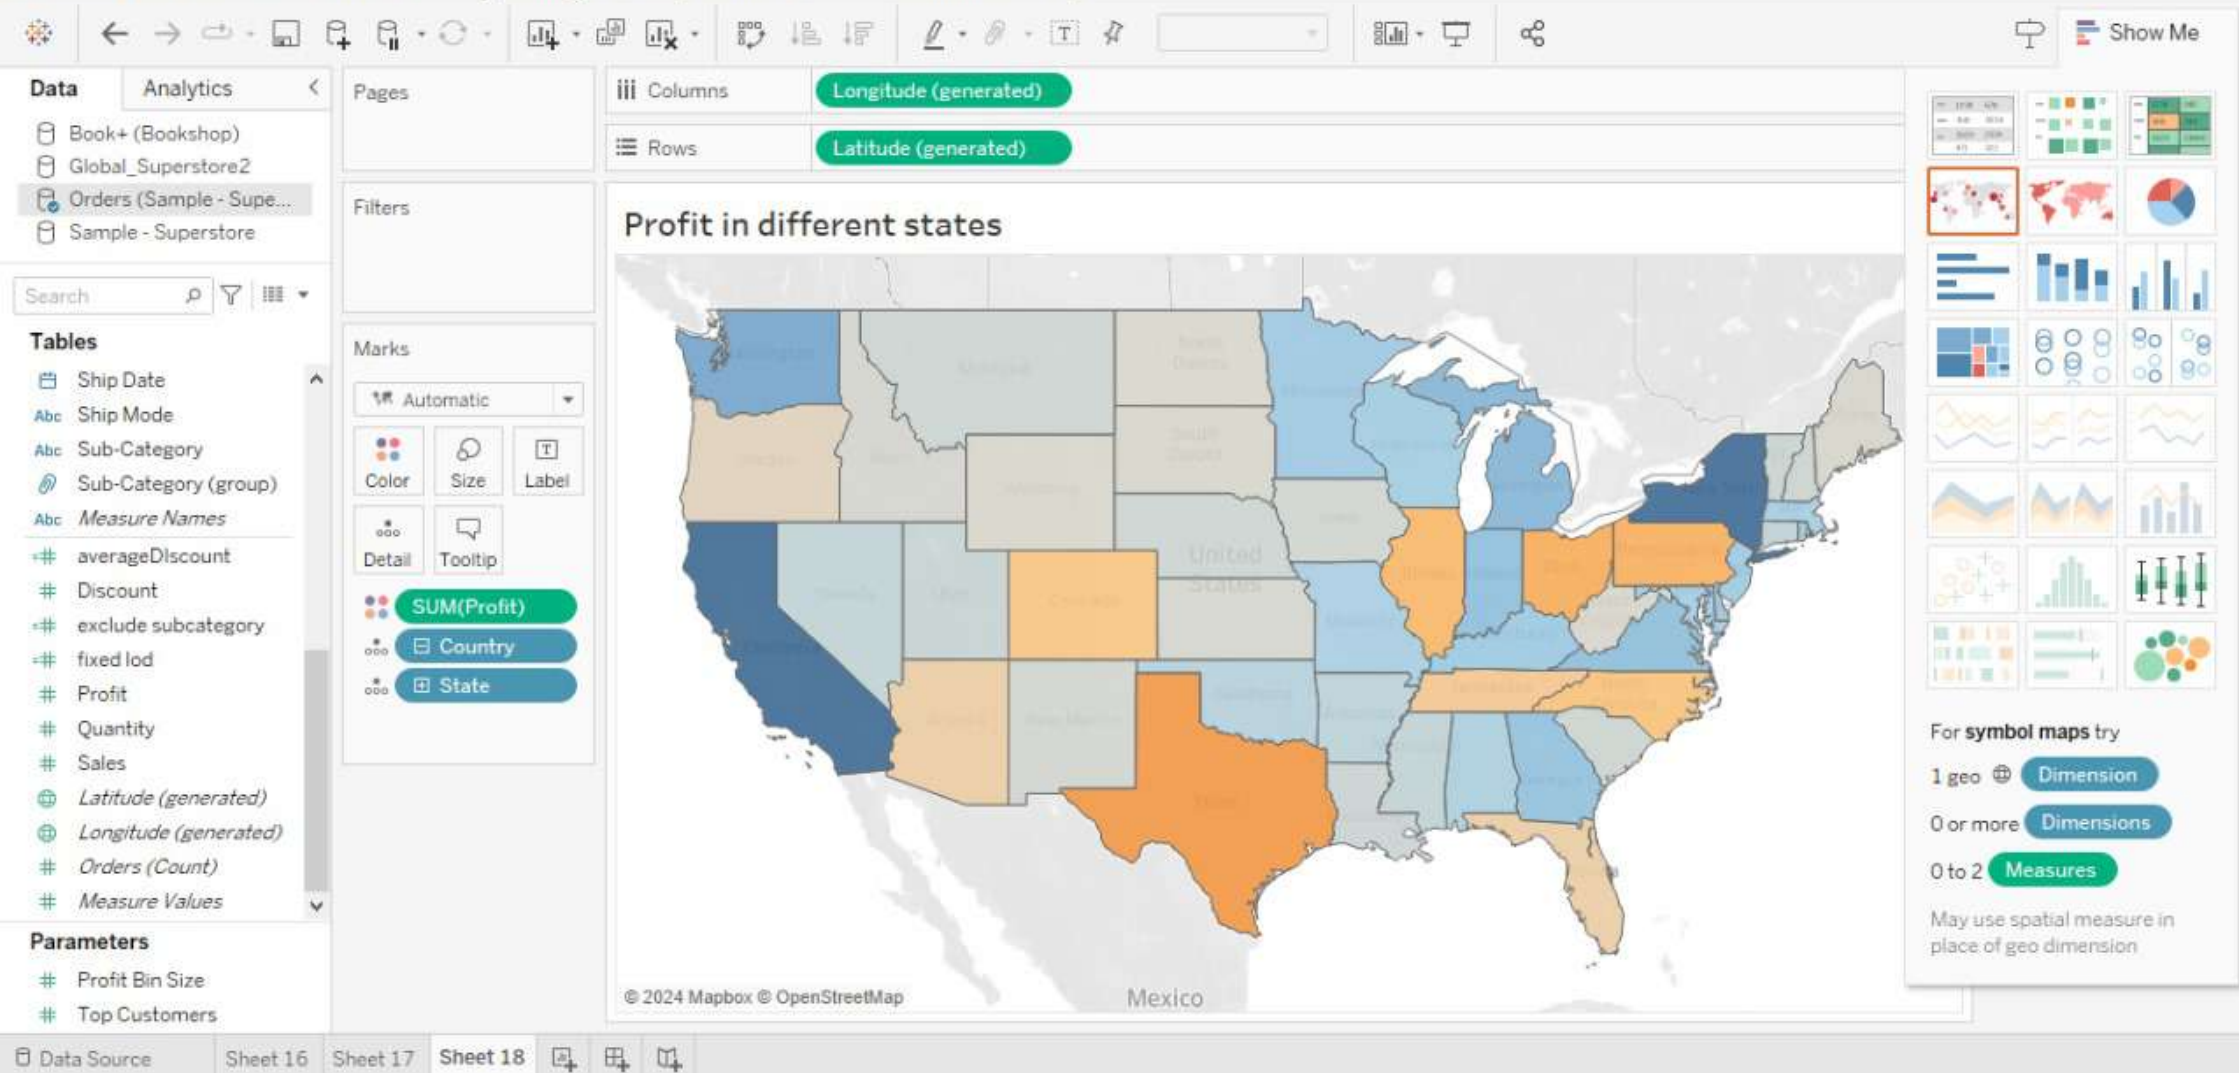 Show Me
Data
Analytics
Book+ (Bookshop)
Global_Superstore2
Orders (Sample - Supe...
Sample - Superstore
Search
Tables
Ship Date
Abc Ship Mode
Abc Sub-Category
Sub-Category (group)
Abc Measure Names
averageDIscount
Discount
exclude subcategory
fixed lod
Profit
Quantity
Sales
Latitude (generated)
Longitude (generated)
Orders (Count)
Measure Values
Parameters
Profit Bin Size
Top Customers
Pages
Filters
Marks
Automatic
Color
Size
Label
Detail
Tooltip
SUM(Profit)
Country
State
Columns
Longitude (generated)
Rows
Latitude (generated)
Profit in different states
United
States
Mexico
© 2024 Mapbox © OpenStreetMap
For symbol maps try
1 geo Dimension
0 or more Dimensions
0 to 2 Measures
May use spatial measure in
place of geo dimension
Data Source
Sheet 16
Sheet 17
Sheet 18